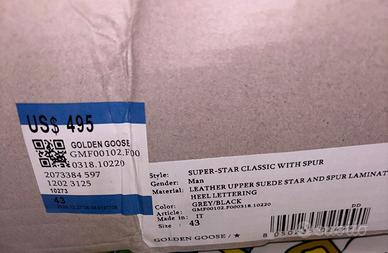 US$ 495
GOLDEN GOOSE
GMF00102.F00
0318.10220
2073384 597
1202 3125
10273
43
Style: SUPER-STAR CLASSIC WITH SPUR
Gender: Man
Material: LEATHER UPPER SUEDE STAR AND SPUR LAMINAT
HEEL LETTERING
Color: GREY/BLACK
Article: GMF00102.F000318.10220
Made in: IT
Size: 43
DD
GOLDEN GOOSE / ★